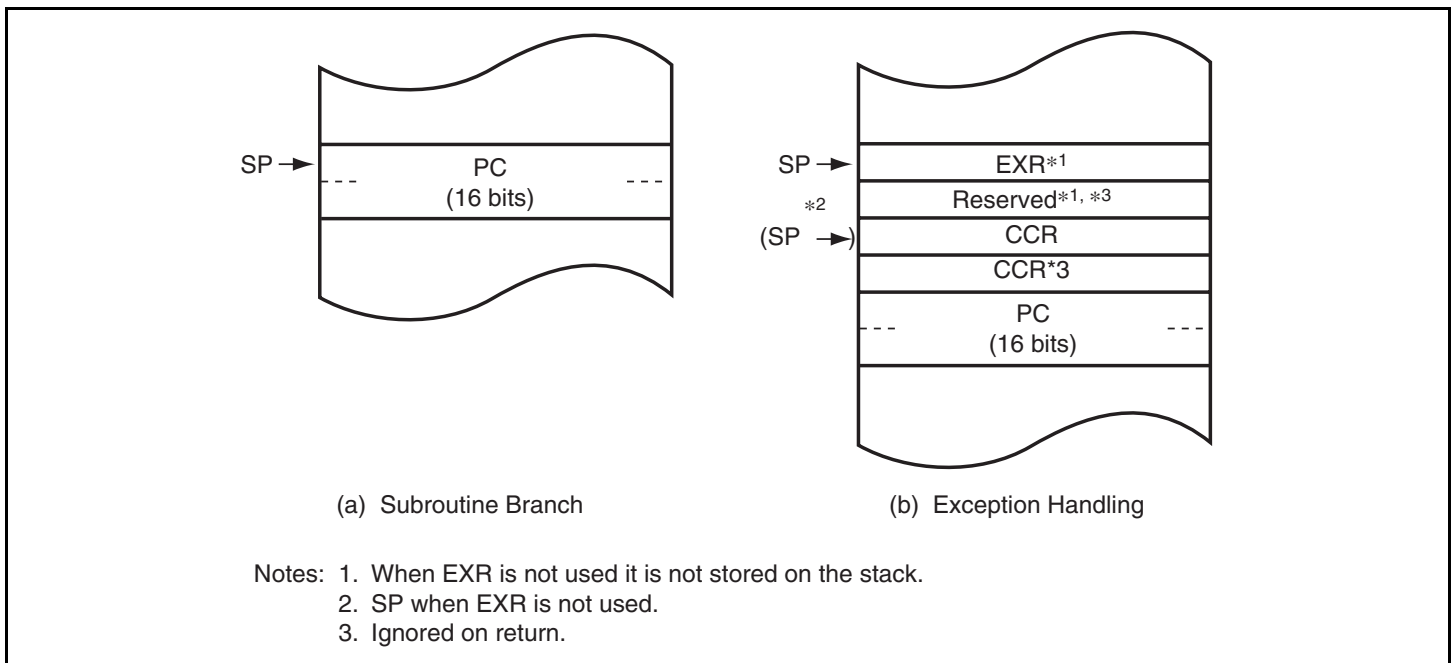 SP
PC
(16 bits)
(a) Subroutine Branch
SP
*2
(SP )
EXR*1
Reserved*1, *3
CCR
CCR*3
PC
(16 bits)
(b) Exception Handling
Notes: 1. When EXR is not used it is not stored on the stack.
2. SP when EXR is not used.
3. Ignored on return.